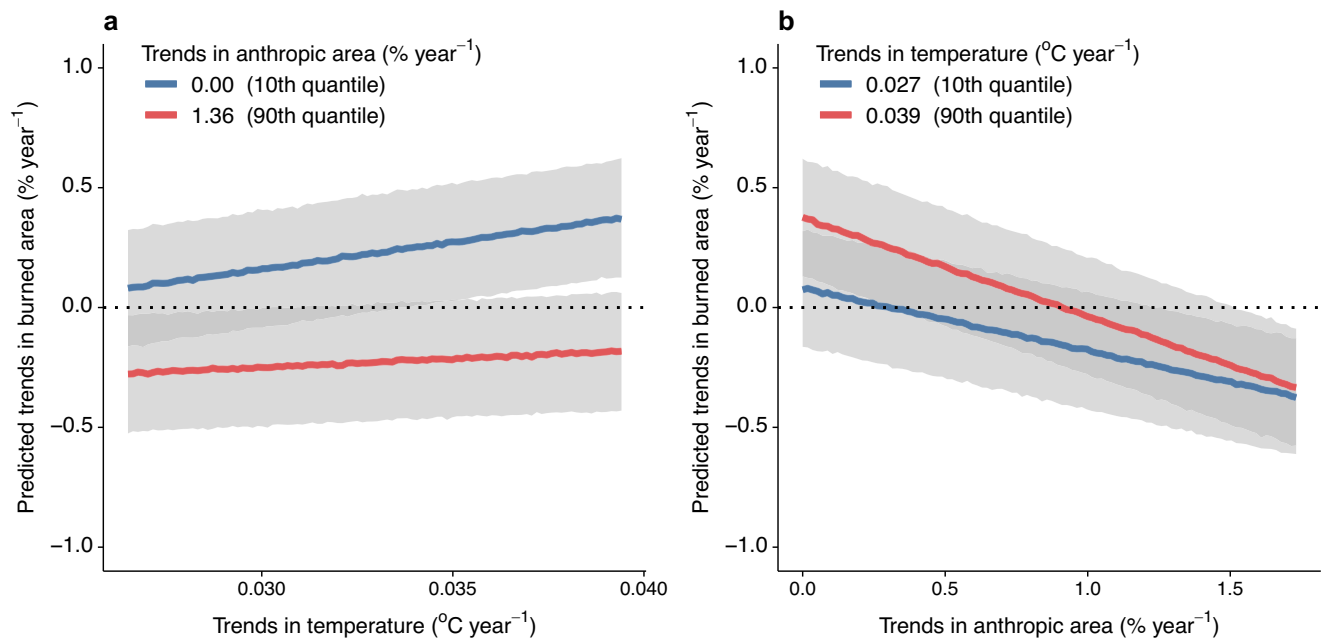 a
Trends in anthropic area (% year⁻¹)
0.00 (10th quantile)
1.36 (90th quantile)
1.0
0.5
0.0
−0.5
−1.0
Predicted trends in burned area (% year⁻¹)
0.030
0.035
0.040
Trends in temperature (ºC year⁻¹)
b
Trends in temperature (ºC year⁻¹)
0.027 (10th quantile)
0.039 (90th quantile)
1.0
0.5
0.0
−0.5
−1.0
Predicted trends in burned area (% year⁻¹)
0.0
0.5
1.0
1.5
Trends in anthropic area (% year⁻¹)